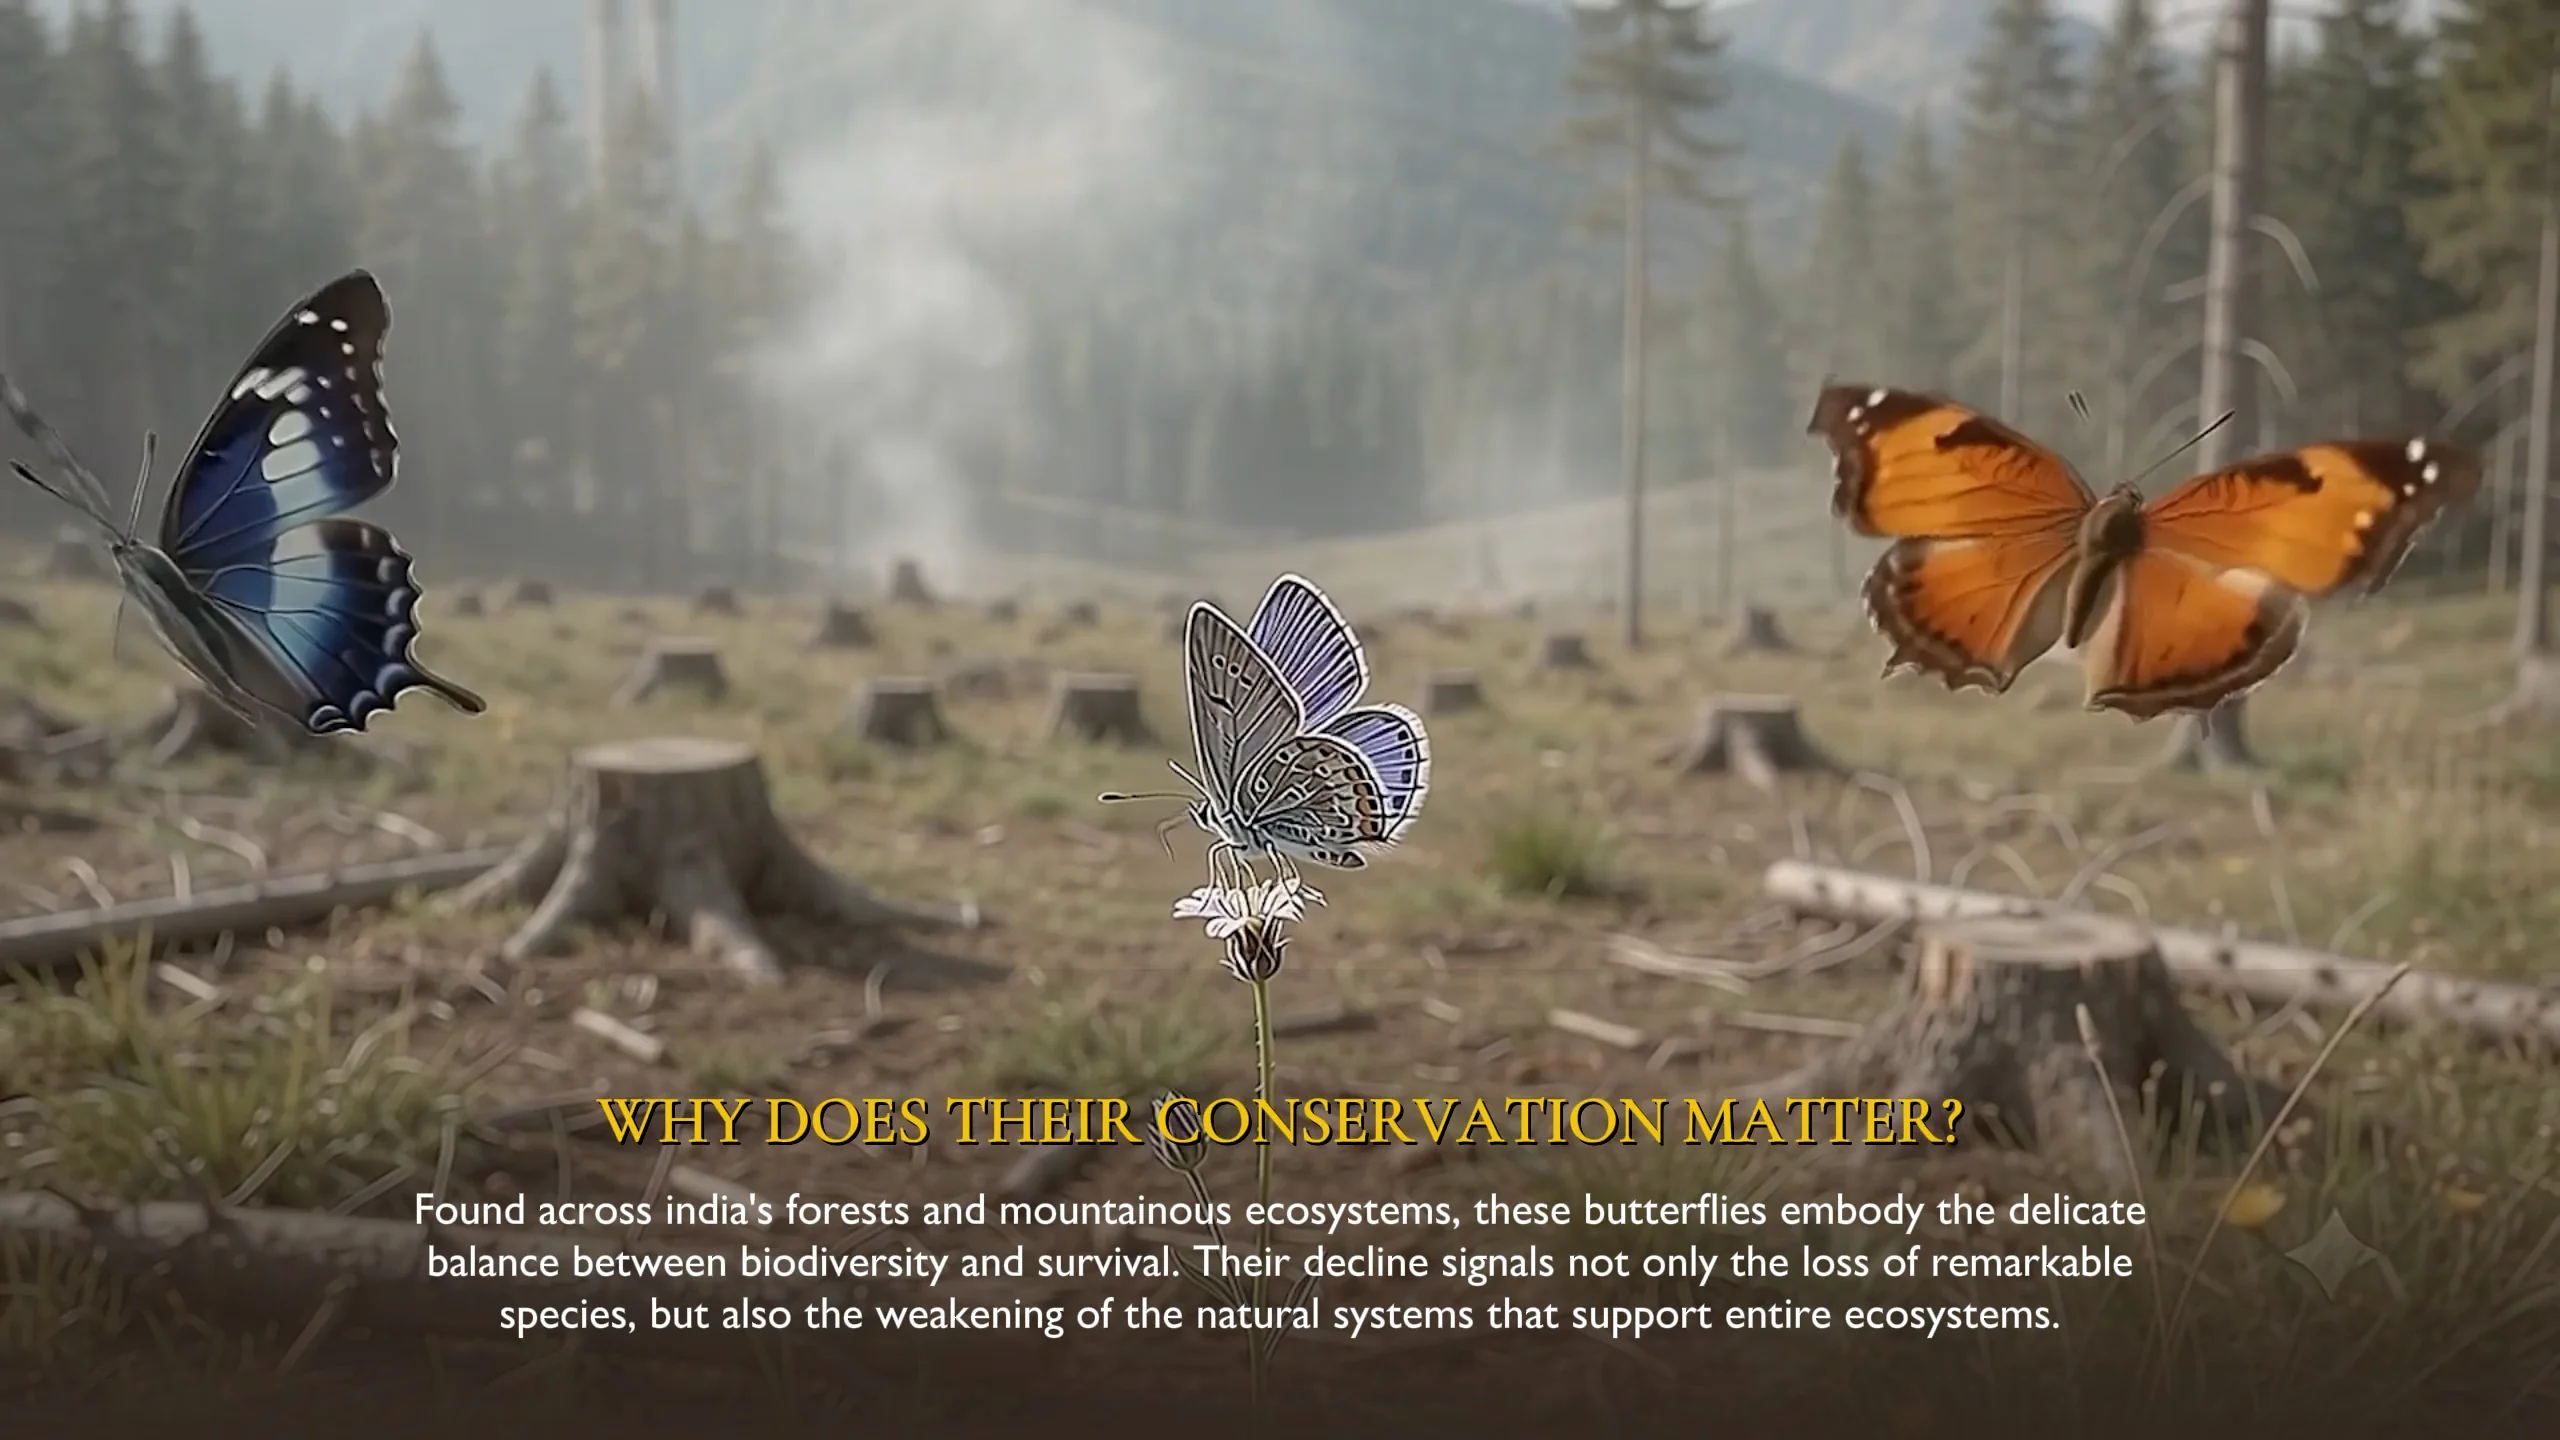 WHY DOES THEIR CONSERVATION MATTER?
Found across india's forests and mountainous ecosystems, these butterflies embody the delicate
balance between biodiversity and survival. Their decline signals not only the loss of remarkable
species, but also the weakening of the natural systems that support entire ecosystems.